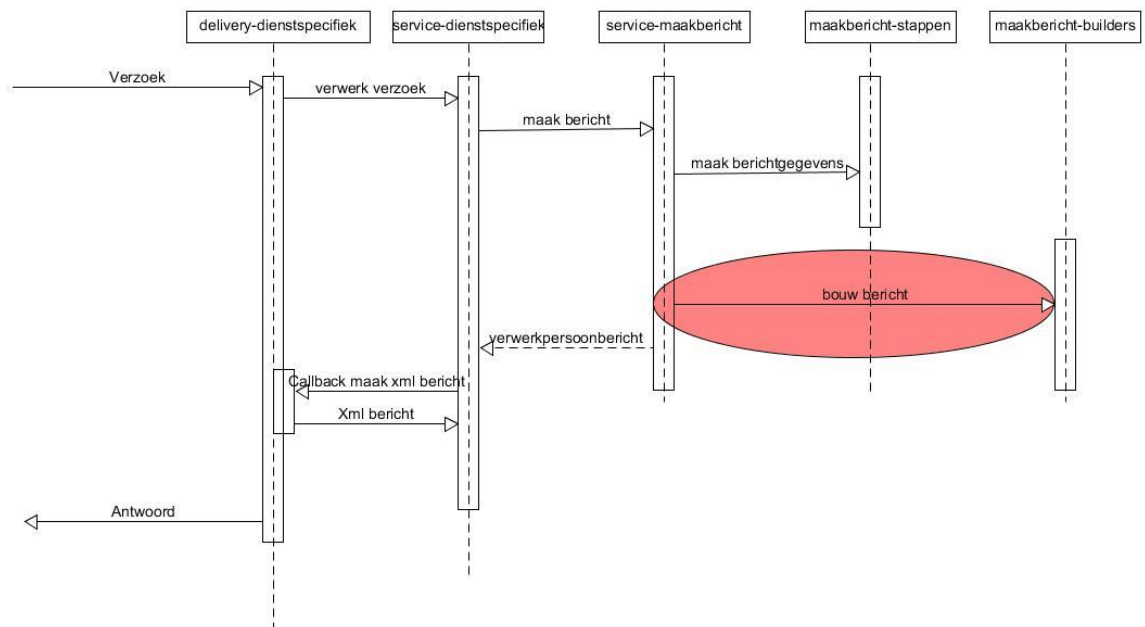 delivery-dienstspecifiek
service-dienstspecifiek
service-maakbericht
maakbericht-stappen
maakbericht-builders
Verzoek
verwerk verzoek
maak bericht
maak berichtgegevens
bouw bericht
verwerkpersoonbericht
Callback maak xml bericht
Xml bericht
Antwoord